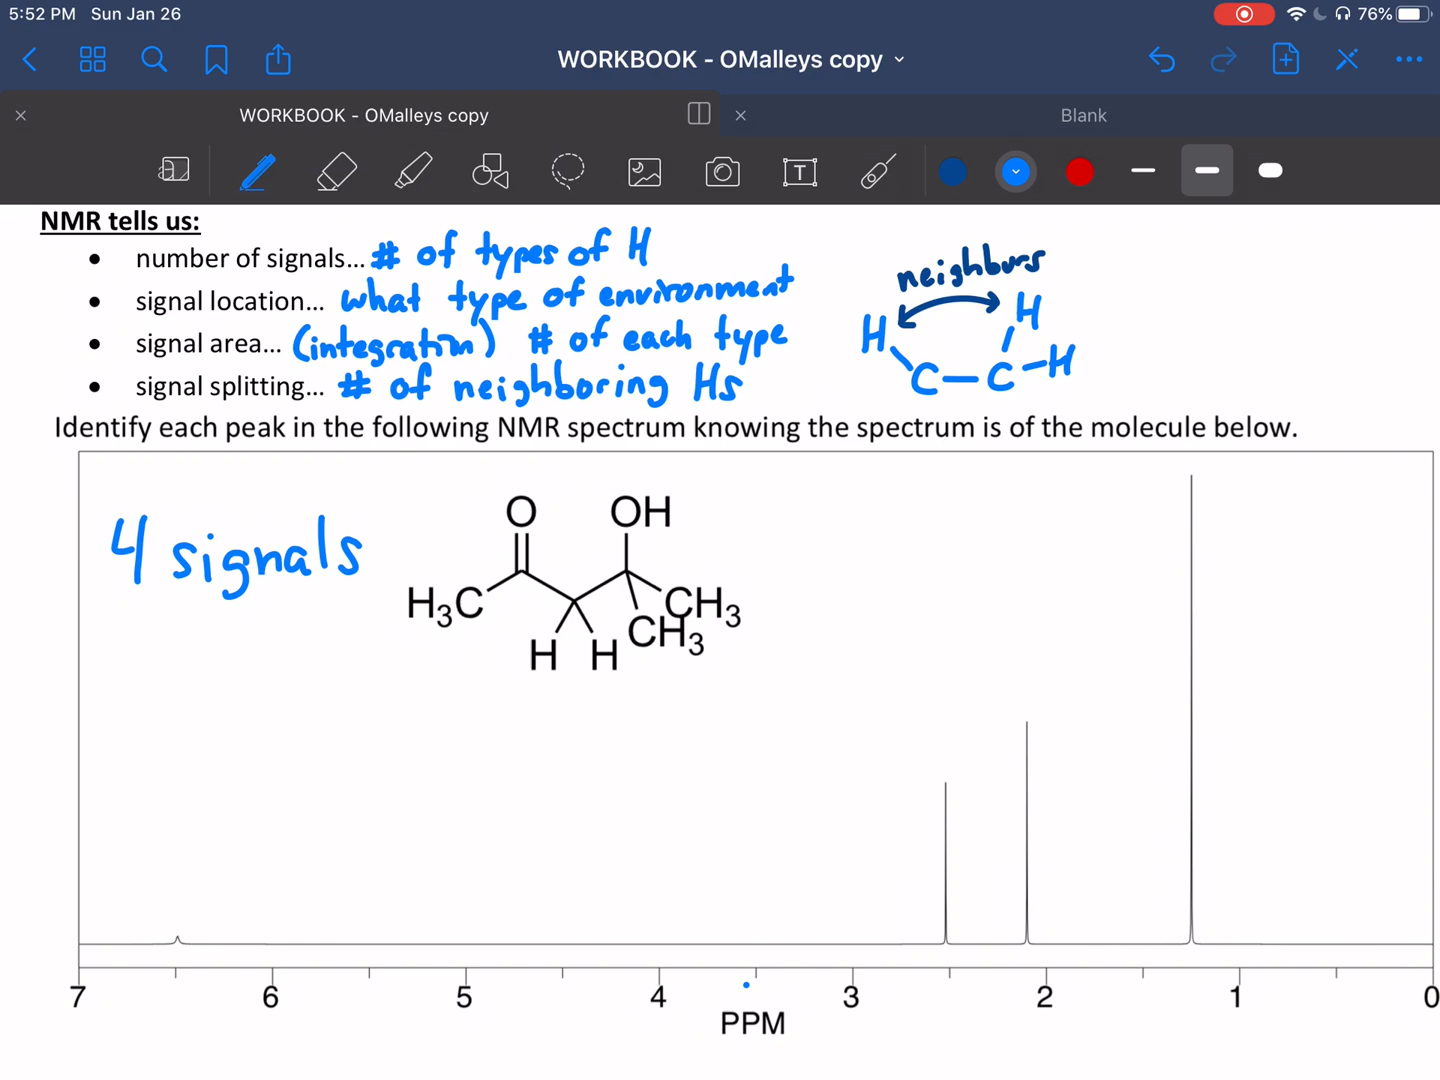 5:52 PM Sun Jan 26
76%
WORKBOOK - OMalleys copy
WORKBOOK - OMalleys copy
Blank
T
NMR tells us:
• number of signals... # of types of H
• signal location... what type of environment
• signal area... (integration) # of each type
• signal splitting... # of neighboring Hs
neighbors
H H
C — C - H
Identify each peak in the following NMR spectrum knowing the spectrum is of the molecule below.
4 signals
O OH
H3C CH3
CH3
H H
7 6 5 4 3 2 1 0
PPM